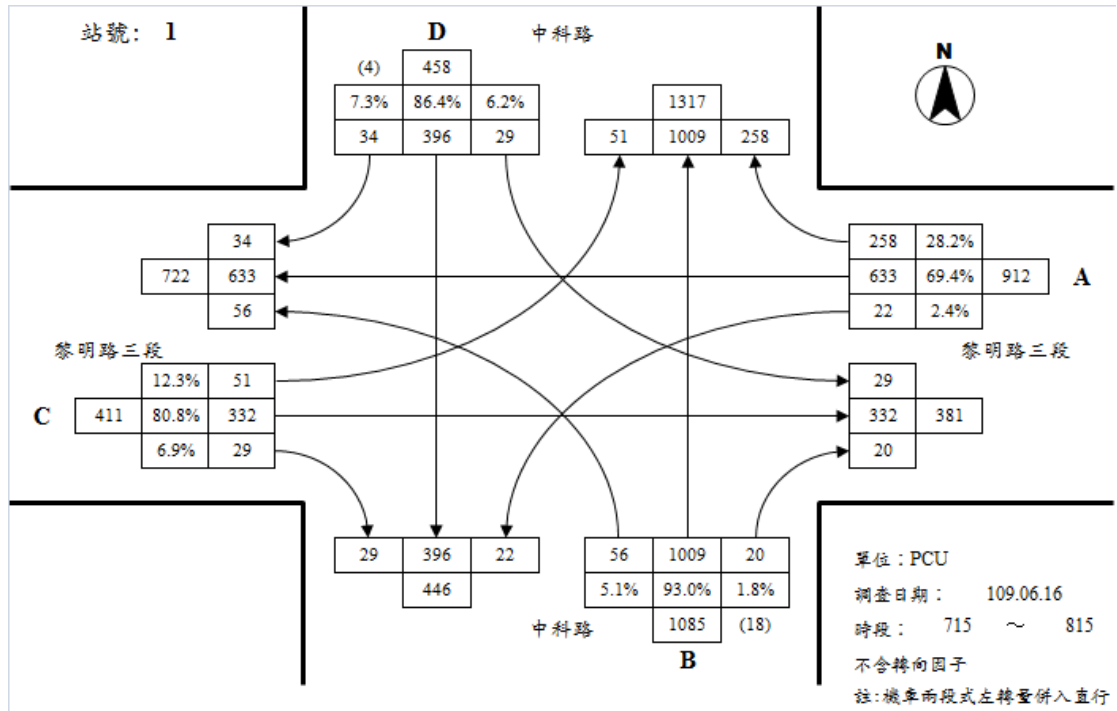 站號: 1
D
中科路
N
(4)
458
7.3% 86.4% 6.2%
34 396 29
1317
51 1009 258
34
722 633
56
258 28.2%
633 69.4% 912
22 2.4%
A
黎明路三段
黎明路三段
12.3% 51
C
411 80.8% 332
6.9% 29
29
332 381
20
29 396 22
446
56 1009 20
5.1% 93.0% 1.8%
1085 (18)
中科路
B
單位:PCU
調查日期: 109.06.16
時段: 715 ~ 815
不含轉向因子
註:機車兩段式左轉量併入直行